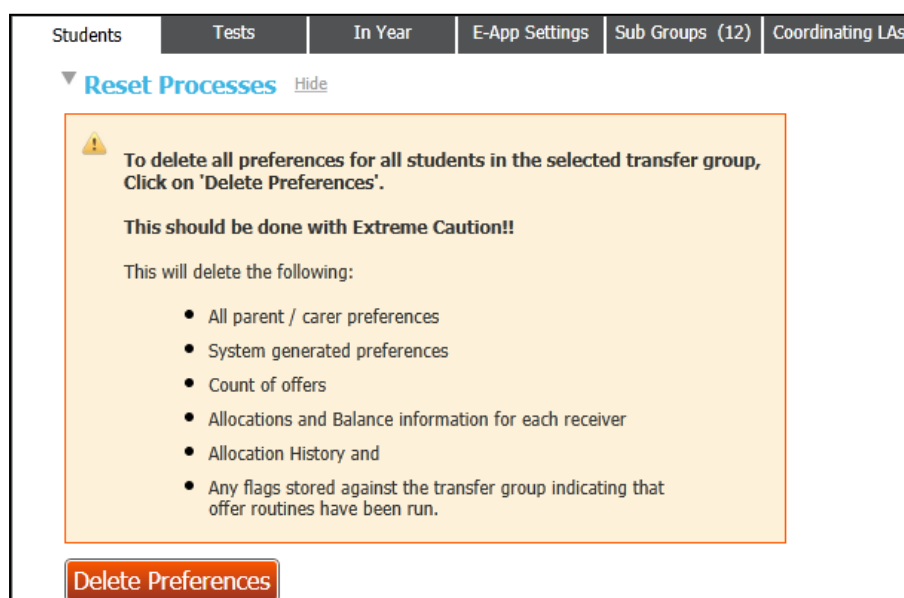 Students Tests In Year E-App Settings Sub Groups (12) Coordinating LAs
Reset Processes Hide
To delete all preferences for all students in the selected transfer group,
Click on 'Delete Preferences'.
This should be done with Extreme Caution!!
This will delete the following:
• All parent / carer preferences
• System generated preferences
• Count of offers
• Allocations and Balance information for each receiver
• Allocation History and
• Any flags stored against the transfer group indicating that
offer routines have been run.
Delete Preferences